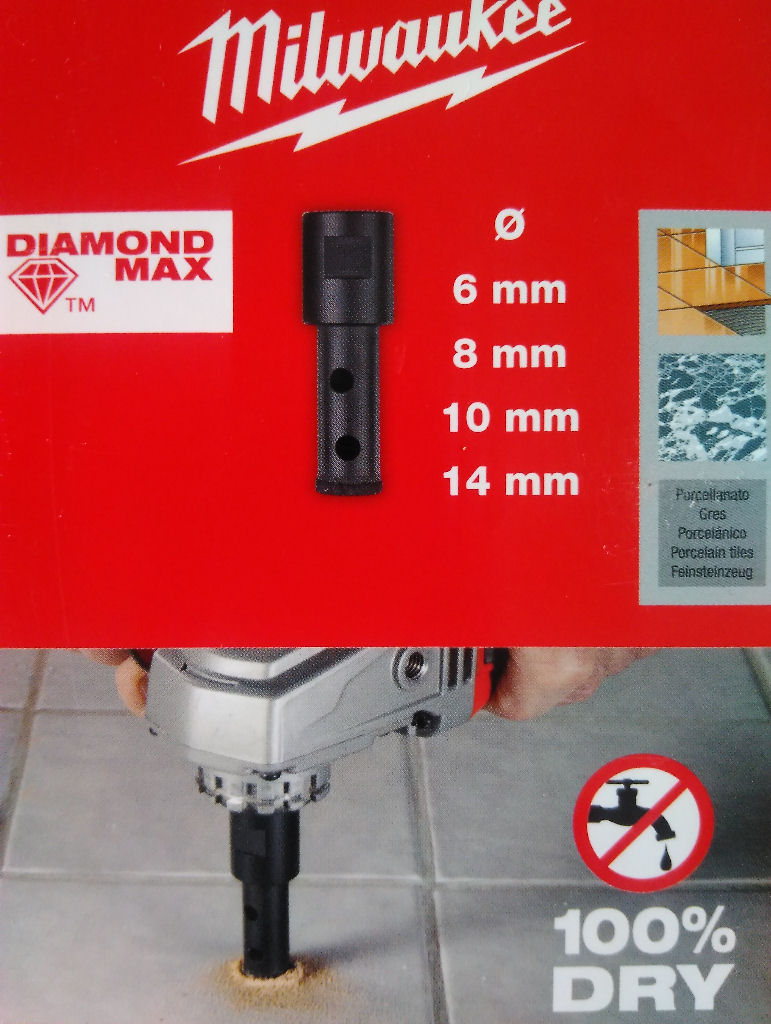 Milwaukee
DIAMOND
MAX
TM
Ø
6 mm
8 mm
10 mm
14 mm
Porcellanato
Gres
Porcelánico
Porcelain tiles
Feinsteinzeug
100%
DRY